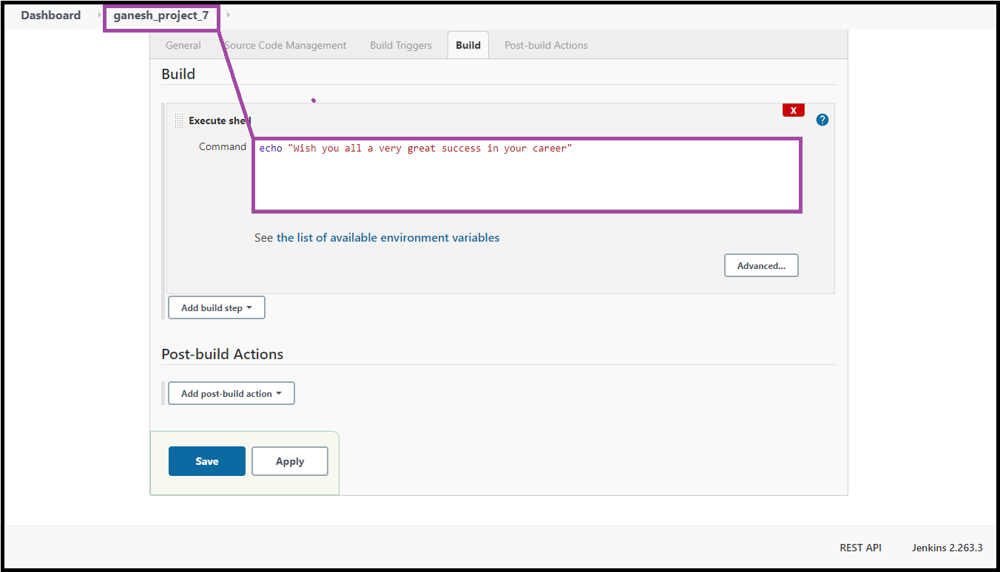 Dashboard ganesh_project_7
General Source Code Management Build Triggers Build Post-build Actions
Build
X
Execute shell
?
Command echo "Wish you all a very great success in your career"
See the list of available environment variables
Advanced...
Add build step
Post-build Actions
Add post-build action
Save Apply
REST API Jenkins 2.263.3